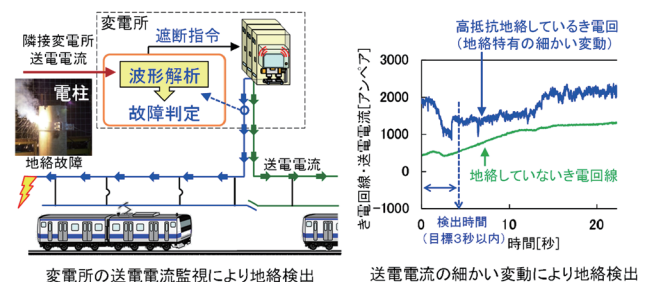 変電所
隣接変電所
送電電流
遮断指令
波形解析
故障判定
電柱
地絡故障
送電電流
変電所の送電電流監視により地絡検出
高抵抗地絡しているき電回
(地絡特有の細かい変動)
き電回線・送電電流[アンペア]
3000
2000
1000
0
-1000
地絡していないき電回線
0
10
20
検出時間
(目標3秒以内)
時間[秒]
送電電流の細かい変動により地絡検出